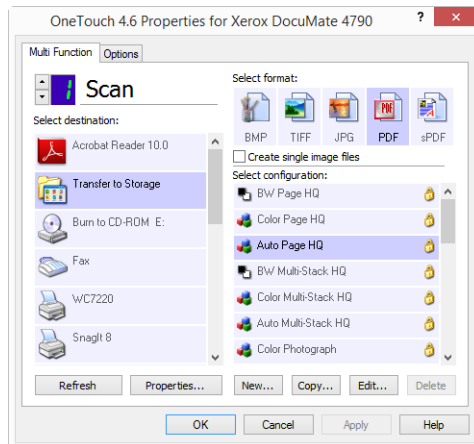 OneTouch 4.6 Properties for Xerox DocuMate 4790
? ×
Multi Function Options
1 Scan
Select destination:
Acrobat Reader 10.0
Transfer to Storage
Burn to CD-ROM E:
Fax
WC7220
SnagIt 8
Select format:
BMP TIFF JPG PDF sPDF
Create single image files
Select configuration:
BW Page HQ
Color Page HQ
Auto Page HQ
BW Multi-Stack HQ
Color Multi-Stack HQ
Auto Multi-Stack HQ
Color Photograph
Refresh Properties... New... Copy... Edit... Delete
OK Cancel Apply Help